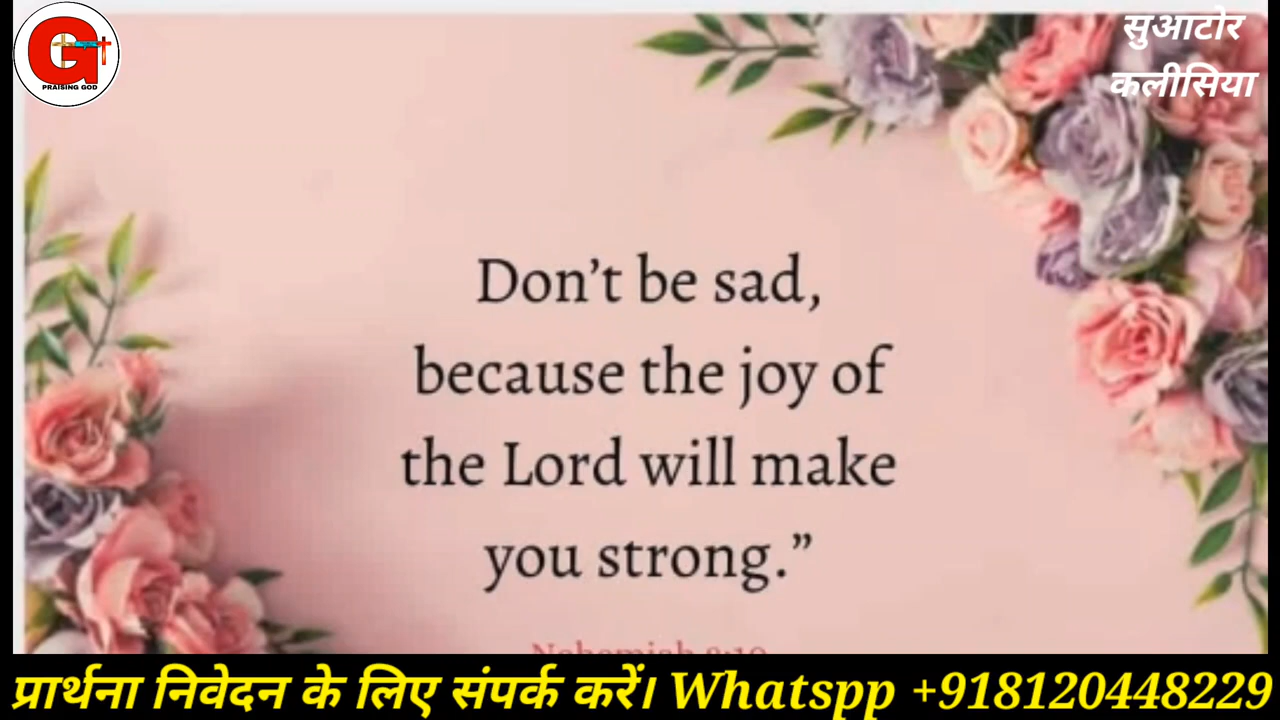 G
PRAISING GOD
सुआटोर
कलीसिया
Don’t be sad,
because the joy of
the Lord will make
you strong.”
प्रार्थना निवेदन के लिए संपर्क करें। Whatspp +918120448229